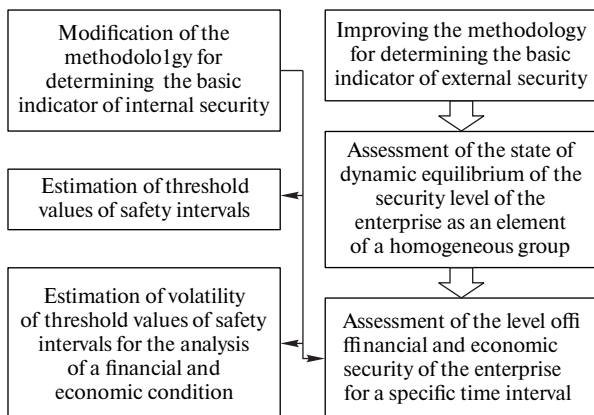 Modification of the
methodolo1gy for
determining the basic
indicator of internal security
Estimation of threshold
values of safety intervals
Estimation of volatility
of threshold values of safety
intervals for the analysis
of a financial and
economic condition
Improving the methodology
for determining the basic
indicator of external security
Assessment of the state of
dynamic equilibrium of the
security level of the
enterprise as an element
of a homogeneous group
Assessment of the level offi
ffinancial and economic
security of the enterprise
for a specific time interval